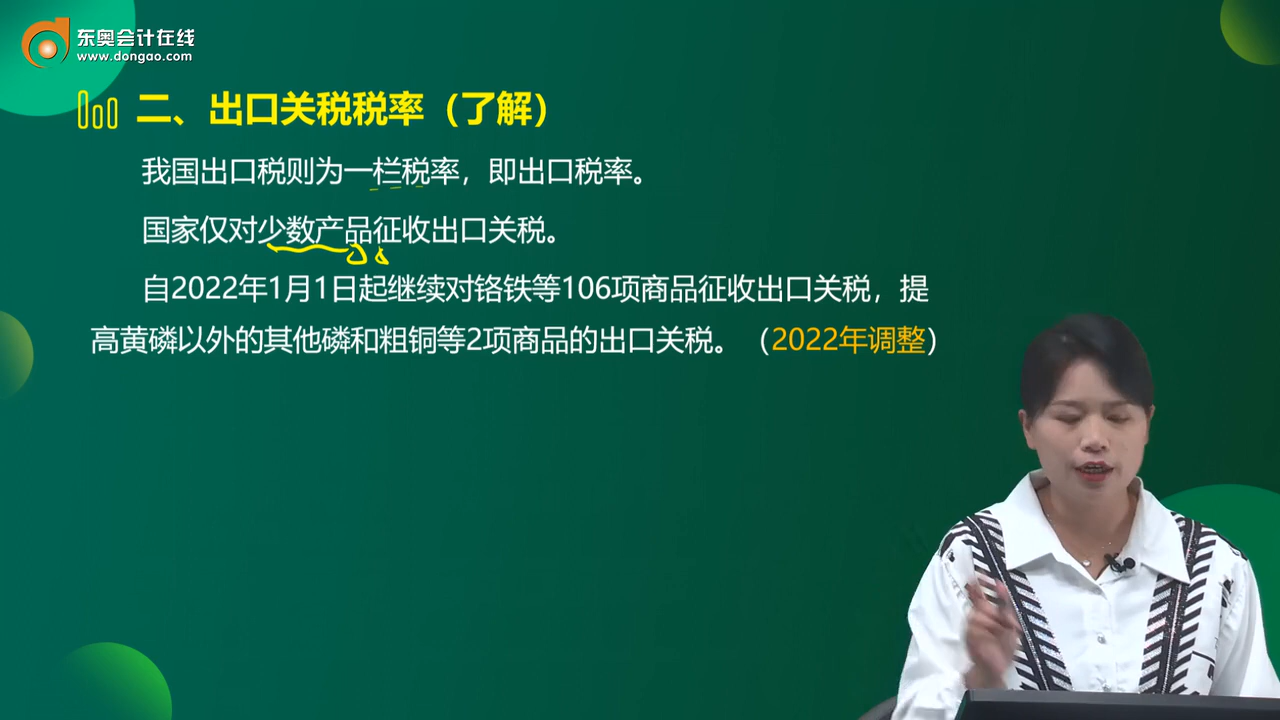 东奥会计在线
www.dongao.com
二、出口关税税率（了解）
我国出口税则为一栏税率，即出口税率。
国家仅对少数产品征收出口关税。
自2022年1月1日起继续对铬铁等106项商品征收出口关税，提
高黄磷以外的其他磷和粗铜等2项商品的出口关税。（2022年调整）